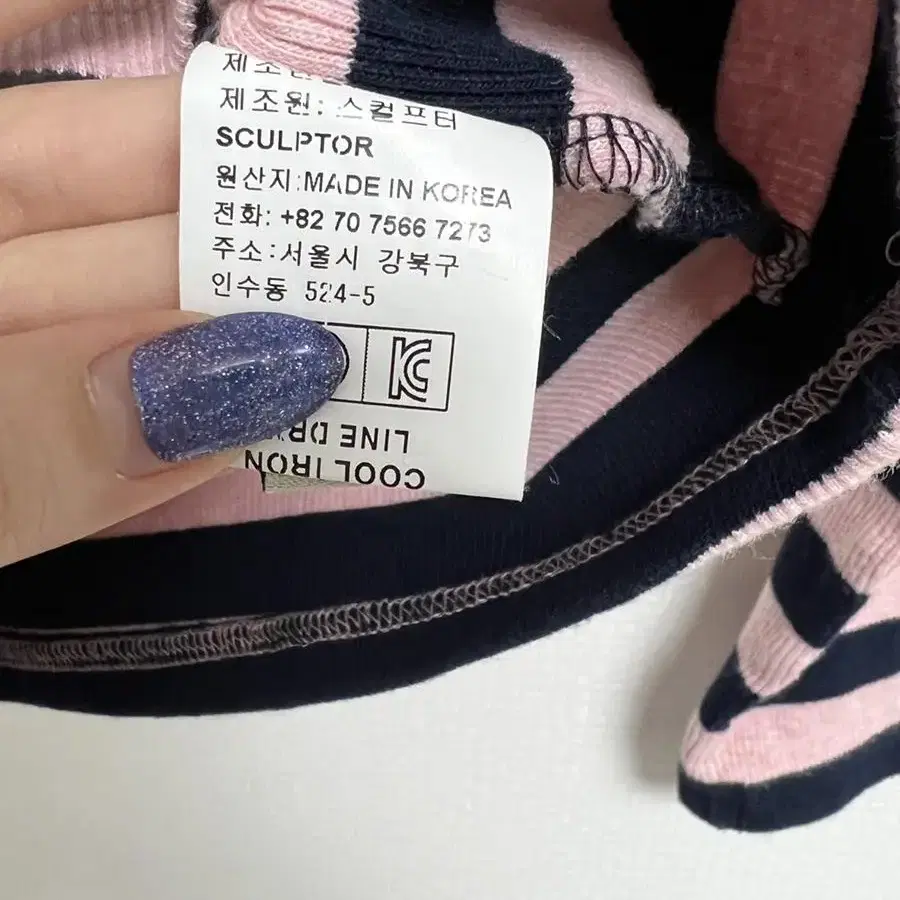 제조원: 스컬프터
SCULPTOR
원산지:MADE IN KOREA
전화: +82 70 7566 7273
주소:서울시 강북구
인수동 524-5
KC
LINE DRY
COOL IRON